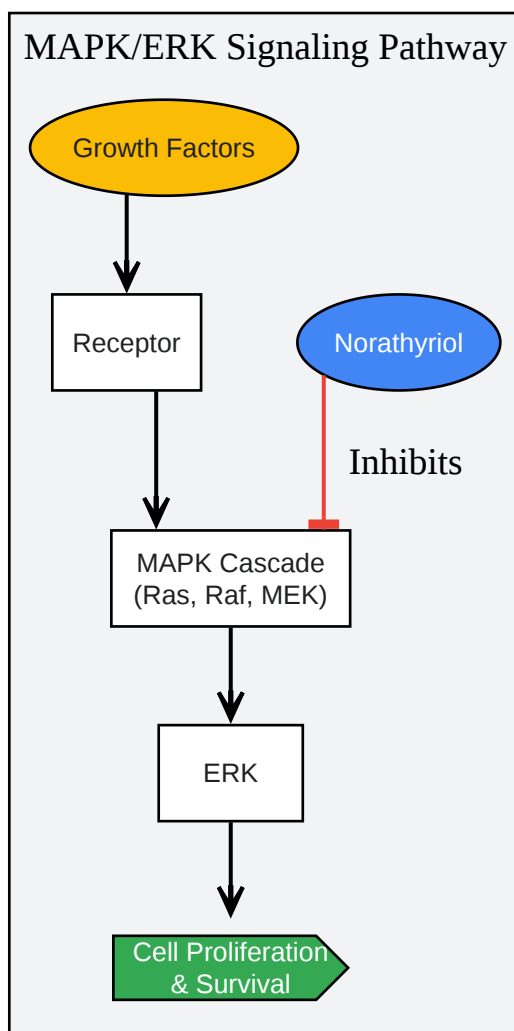 MAPK/ERK Signaling Pathway
Growth Factors
Receptor
Norathyriol
Inhibits
MAPK Cascade
(Ras, Raf, MEK)
ERK
Cell Proliferation
& Survival